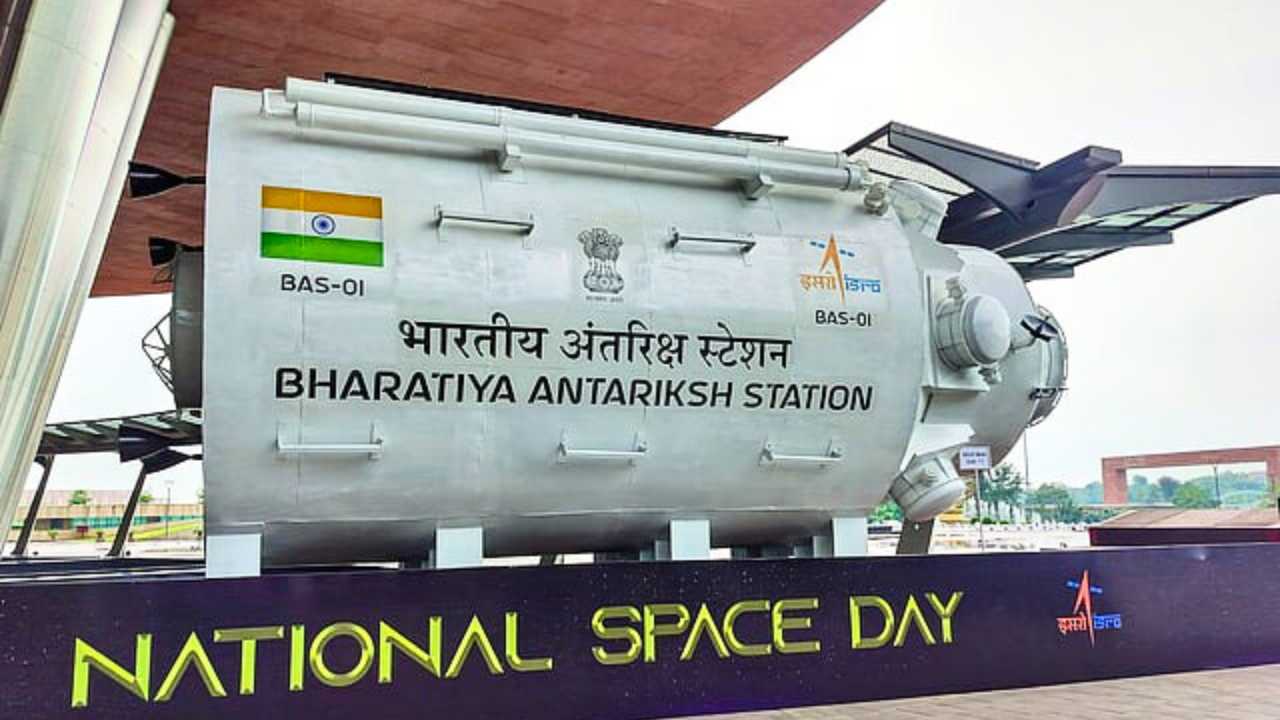 BAS-01
इसरो isro
BAS-01
भारतीय अंतरिक्ष स्टेशन
BHARATIYA ANTARIKSH STATION
NATIONAL SPACE DAY
इसरो isro